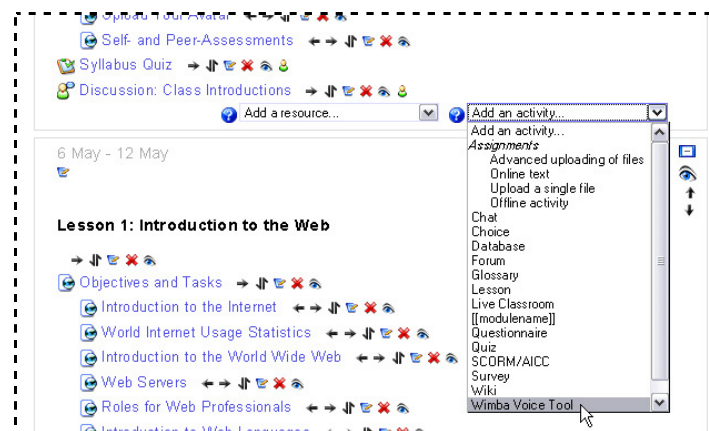 Upload Your Avatar
Self- and Peer-Assessments
Syllabus Quiz
Discussion: Class Introductions
Add a resource... Add an activity...
Add an activity...
Assignments
Advanced uploading of files
Online text
Upload a single file
Offline activity
Chat
Choice
Database
Forum
Glossary
Lesson
Live Classroom
[[modulename]]
Questionnaire
Quiz
SCORM/AICC
Survey
Wiki
Wimba Voice Tool
6 May - 12 May
Lesson 1: Introduction to the Web
Objectives and Tasks
Introduction to the Internet
World Internet Usage Statistics
Introduction to the World Wide Web
Web Servers
Roles for Web Professionals
Introduction to Web Languages